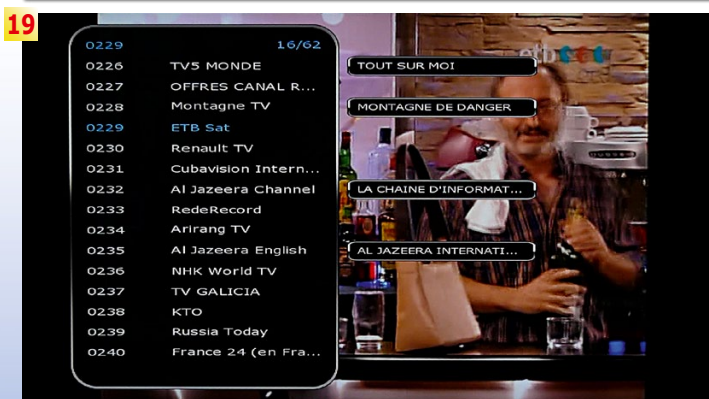 19
0229 16/62
etb sat
0226 TV5 MONDE TOUT SUR MOI
0227 OFFRES CANAL R...
0228 Montagne TV MONTAGNE DE DANGER
0229 ETB Sat
0230 Renault TV
0231 Cubavision Intern...
0232 Al Jazeera Channel LA CHAINE D'INFORMAT...
0233 RedeRecord
0234 Arirang TV
0235 Al Jazeera English AL JAZEERA INTERNATI...
0236 NHK World TV
0237 TV GALICIA
0238 KTO
0239 Russia Today
0240 France 24 (en Fra...